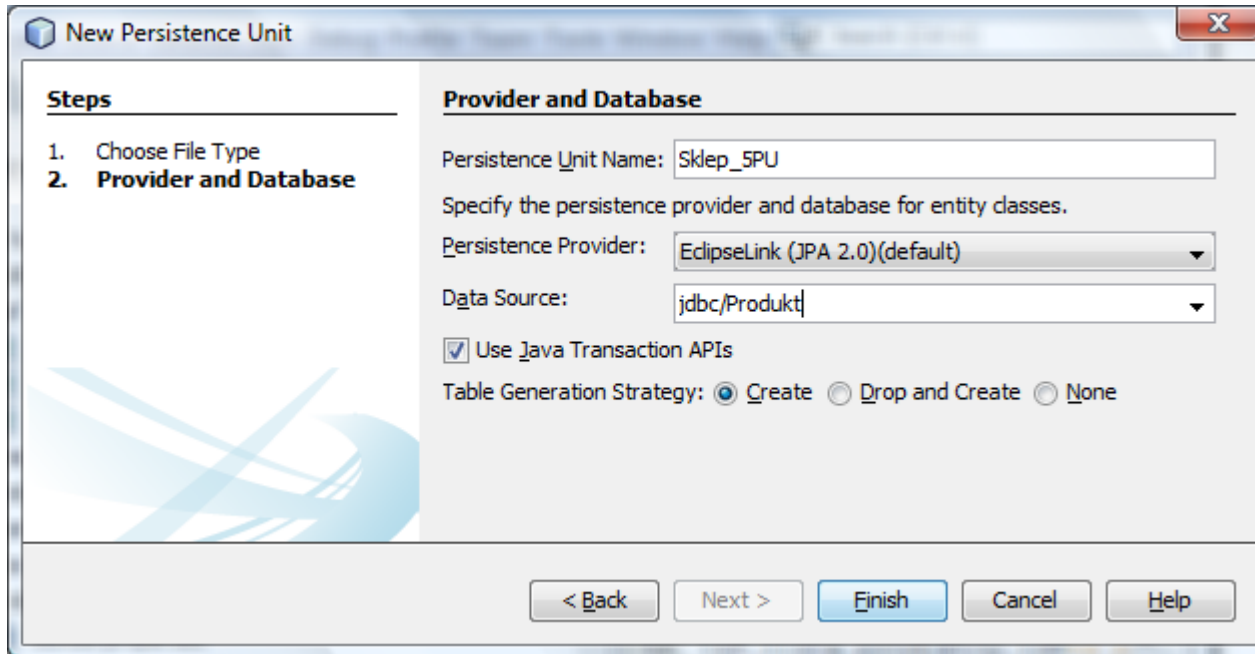 New Persistence Unit
Steps
1. Choose File Type
2. Provider and Database
Provider and Database
Persistence Unit Name: Sklep_5PU
Specify the persistence provider and database for entity classes.
Persistence Provider: EclipseLink (JPA 2.0)(default)
Data Source: jdbc/Produkt
Use Java Transaction APIs
Table Generation Strategy: Create Drop and Create None
< Back Next > Finish Cancel Help